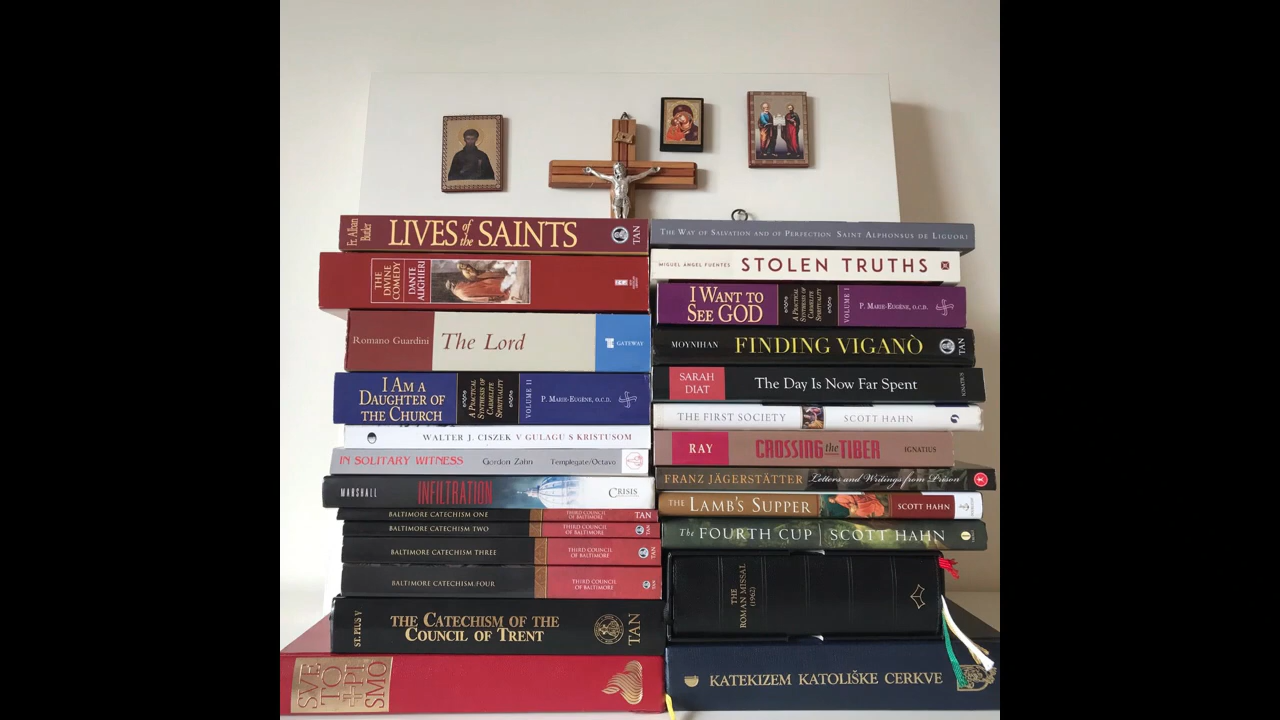 Fr. Alban Butler LIVES of the SAINTS TAN
THE DIVINE COMEDY DANTE ALIGHIERI
Romano Guardini The Lord GATEWAY
I AM A DAUGHTER OF THE CHURCH A PRACTICAL SYNTHESIS OF CARMELITE SPIRITUALITY VOLUME II P. MARIE-EUGÈNE, O.C.D.
WALTER J. CISZEK V GULAGU S KRISTUSOM
IN SOLITARY WITNESS Gordon Zahn Templegate/Octavo
MARSHALL INFILTRATION CRISIS
BALTIMORE CATECHISM ONE THIRD COUNCIL OF BALTIMORE TAN
BALTIMORE CATECHISM TWO THIRD COUNCIL OF BALTIMORE TAN
BALTIMORE CATECHISM THREE THIRD COUNCIL OF BALTIMORE TAN
BALTIMORE CATECHISM FOUR THIRD COUNCIL OF BALTIMORE TAN
ST. PIUS V THE CATECHISM OF THE COUNCIL OF TRENT TAN
SVETO PISMO
THE WAY OF SALVATION AND OF PERFECTION SAINT ALPHONSUS DE LIGUORI
MIGUEL ÁNGEL FUENTES STOLEN TRUTHS
I WANT TO SEE GOD A PRACTICAL SYNTHESIS OF CARMELITE SPIRITUALITY VOLUME I P. MARIE-EUGÈNE, O.C.D.
MOYNIHAN FINDING VIGANÒ TAN
SARAH DIAT The Day Is Now Far Spent IGNATIUS
THE FIRST SOCIETY SCOTT HAHN
RAY CROSSING the TIBER IGNATIUS
FRANZ JÄGERSTÄTTER Letters and Writings from Prison
THE LAMB'S SUPPER SCOTT HAHN
The FOURTH CUP SCOTT HAHN
THE ROMAN MISSAL (1962)
KATEKIZEM KATOLIŠKE CERKVE